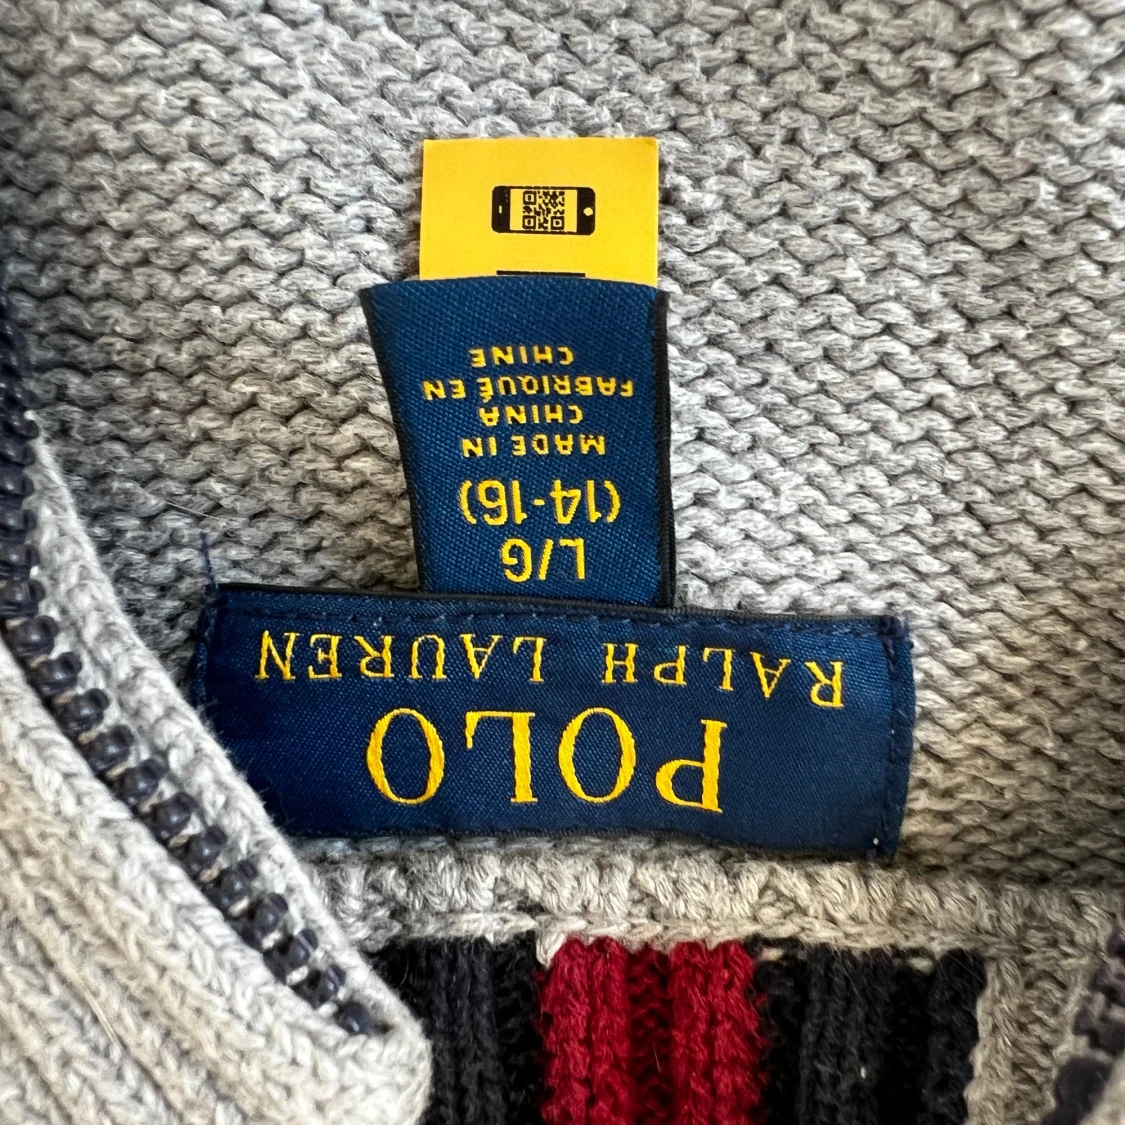 POLO
RALPH LAUREN
L/G
(14-16)
MADE IN
CHINA
FABRIQUÉ EN
CHINE